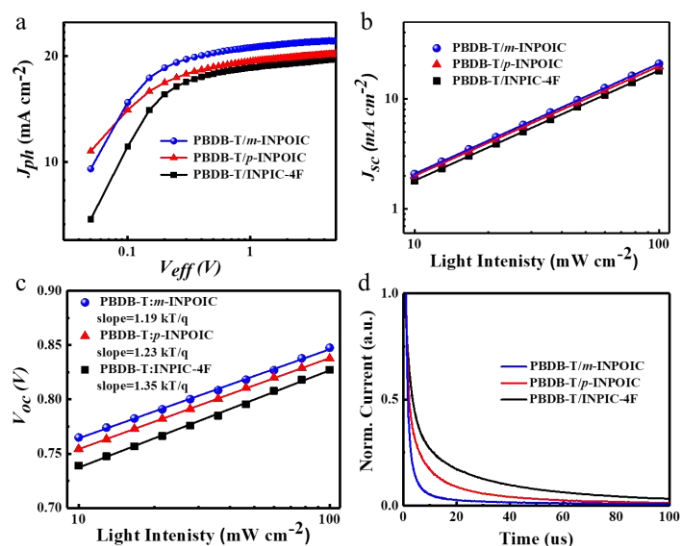 a
20
10
0.1
1
J_ph (mA cm⁻²)
V_eff (V)
PBDB-T/m-INPOIC
PBDB-T/p-INPOIC
PBDB-T/INPIC-4F
b
PBDB-T/m-INPOIC
PBDB-T/p-INPOIC
PBDB-T/INPIC-4F
10
1
10
100
J_sc (mA cm⁻²)
Light Intenisty (mW cm⁻²)
c
0.90
0.85
0.80
0.75
0.70
10
100
V_oc (V)
Light Intenisty (mW cm⁻²)
PBDB-T:m-INPOIC
slope=1.19 kT/q
PBDB-T:p-INPOIC
slope=1.23 kT/q
PBDB-T:INPIC-4F
slope=1.35 kT/q
d
1.0
0.5
0.0
0
20
40
60
80
100
Norm. Current (a.u.)
Time (us)
PBDB-T/m-INPOIC
PBDB-T/p-INPOIC
PBDB-T/INPIC-4F